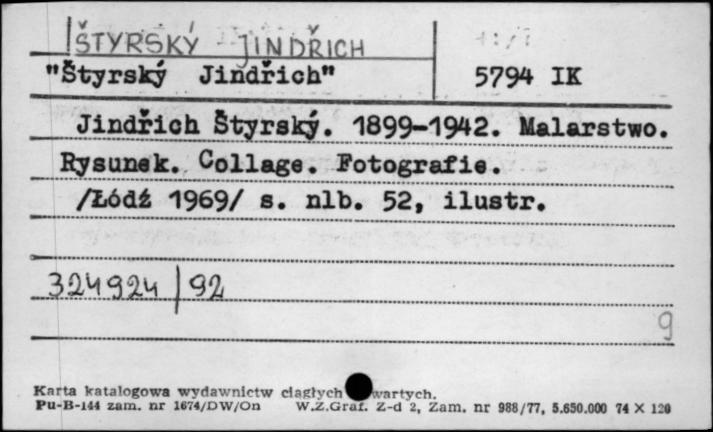 ŠTYRSKÝ JINDŘICH
"Štyrský Jindřich" 5794 IK
Jindřich Štyrský. 1899-1942. Malarstwo.
Rysunek. Collage. Fotografie.
/Łódź 1969/ s. nlb. 52, ilustr.
324924/92
9
Karta katalogowa wydawnictw ciągłych wartych.
Pu-B-144 zam. nr 1674/DW/On W.Z.Graf. Z-d 2, Zam. nr 988/77, 5.650.000 74 X 120